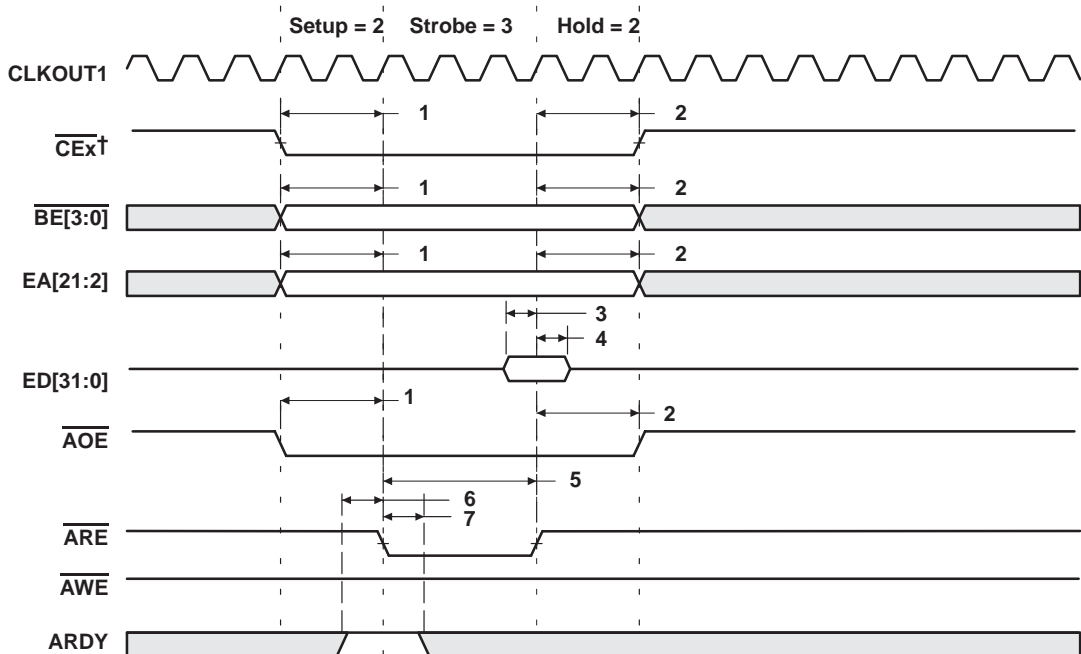 Setup = 2 Strobe = 3 Hold = 2
CLKOUT1
1 2
CEx†
1 2
BE[3:0]
1 2
EA[21:2]
3
4
ED[31:0]
1
2
AOE
5
6
7
ARE
AWE
ARDY